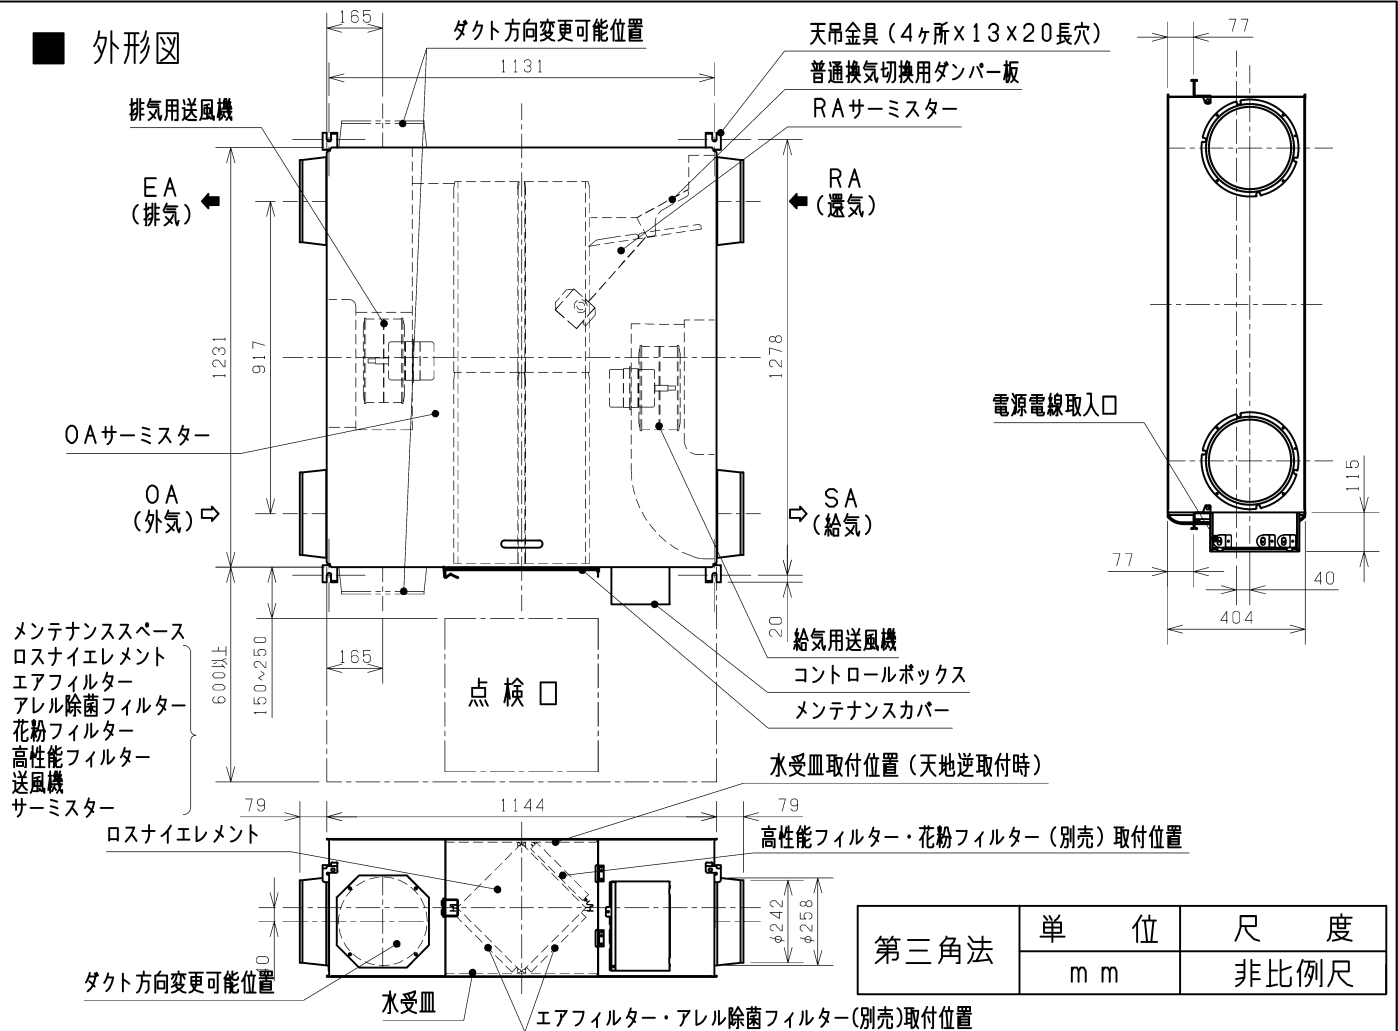 ■ 外形図
165
ダクト方向変更可能位置
1131
天吊金具（4ヶ所×13×20長穴）
普通換気切換用ダンパー板
RAサーミスター
77
排気用送風機
EA
（排気）
RA
（還気）
1231
917
1278
電源電線取入口
OAサーミスター
OA
（外気）
SA
（給気）
115
77
40
404
20
メンテナンススペース
ロスナイエレメント
エアフィルター
アレル除菌フィルター
花粉フィルター
高性能フィルター
送風機
サーミスター
600以上
150~250
165
点検口
給気用送風機
コントロールボックス
メンテナンスカバー
水受皿取付位置（天地逆取付時）
79
1144
79
ロスナイエレメント
高性能フィルター・花粉フィルター（別売）取付位置
φ242
φ258
ダクト方向変更可能位置
水受皿
エアフィルター・アレル除菌フィルター(別売)取付位置
第三角法
単位
尺度
mm
非比例尺